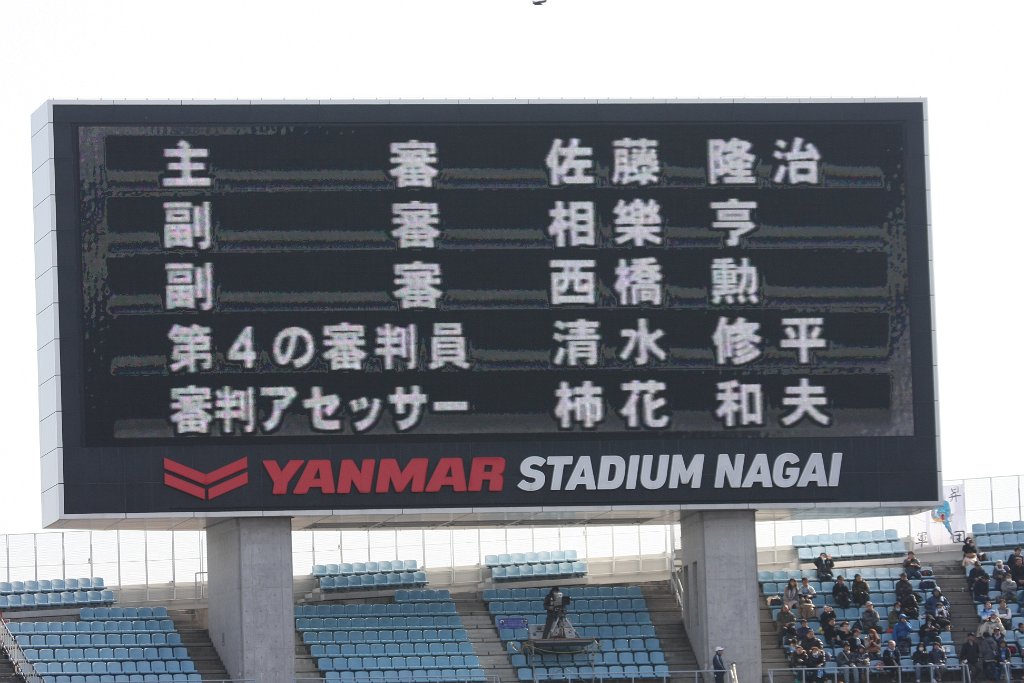 主審 佐藤 隆治
副審 相樂 亨
副審 西橋 勲
第4の審判員 清水 修平
審判アセッサー 柿花 和夫
YANMAR STADIUM NAGAI